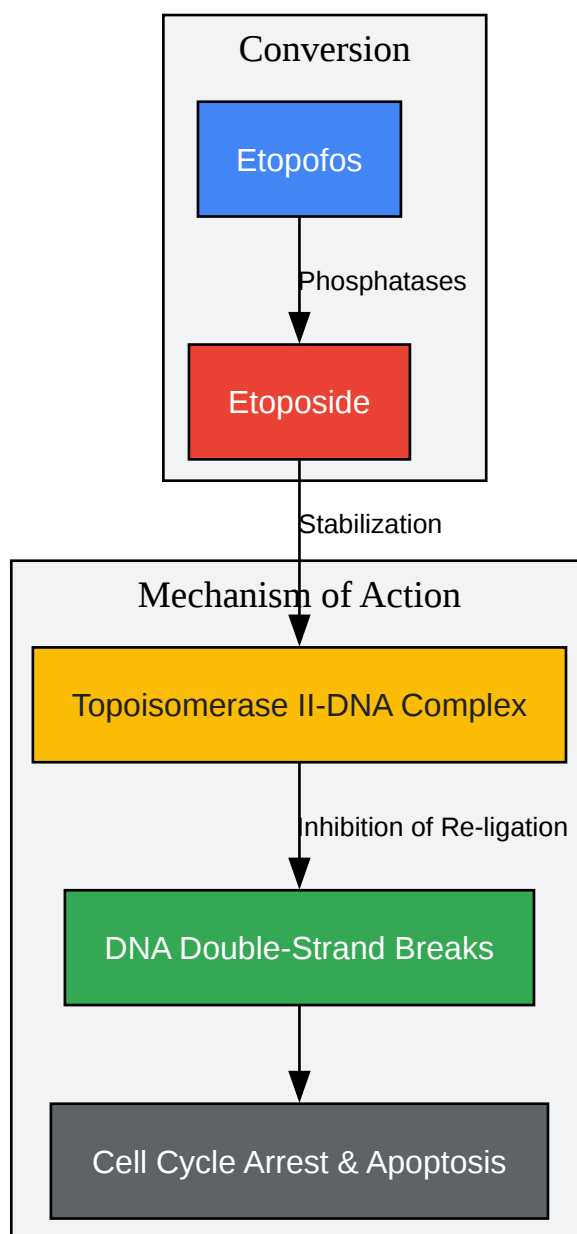 Conversion
Etopofos
Phosphatases
Etoposide
Stabilization
Mechanism of Action
Topoisomerase II-DNA Complex
Inhibition of Re-ligation
DNA Double-Strand Breaks
Cell Cycle Arrest & Apoptosis